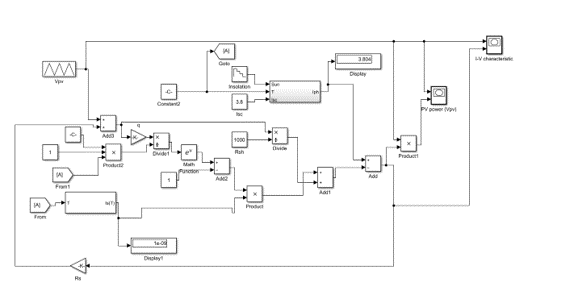 [A]
Goto
I-V characteristic
3.804
Display
Vpv
Insolation
Sun
T
Isc
Iph
PV power (Vpv)
-C-
Constant2
3.8
Isc
Add3
q
-C-
-K-
1000
Rsh
Divide
Product1
1
Product2
Divide1
e^u
Math
Function
Add2
1
Add
[A]
From1
Add1
[A]
From
T
Is(T)
Product
1e-09
Display1
-K-
Rs